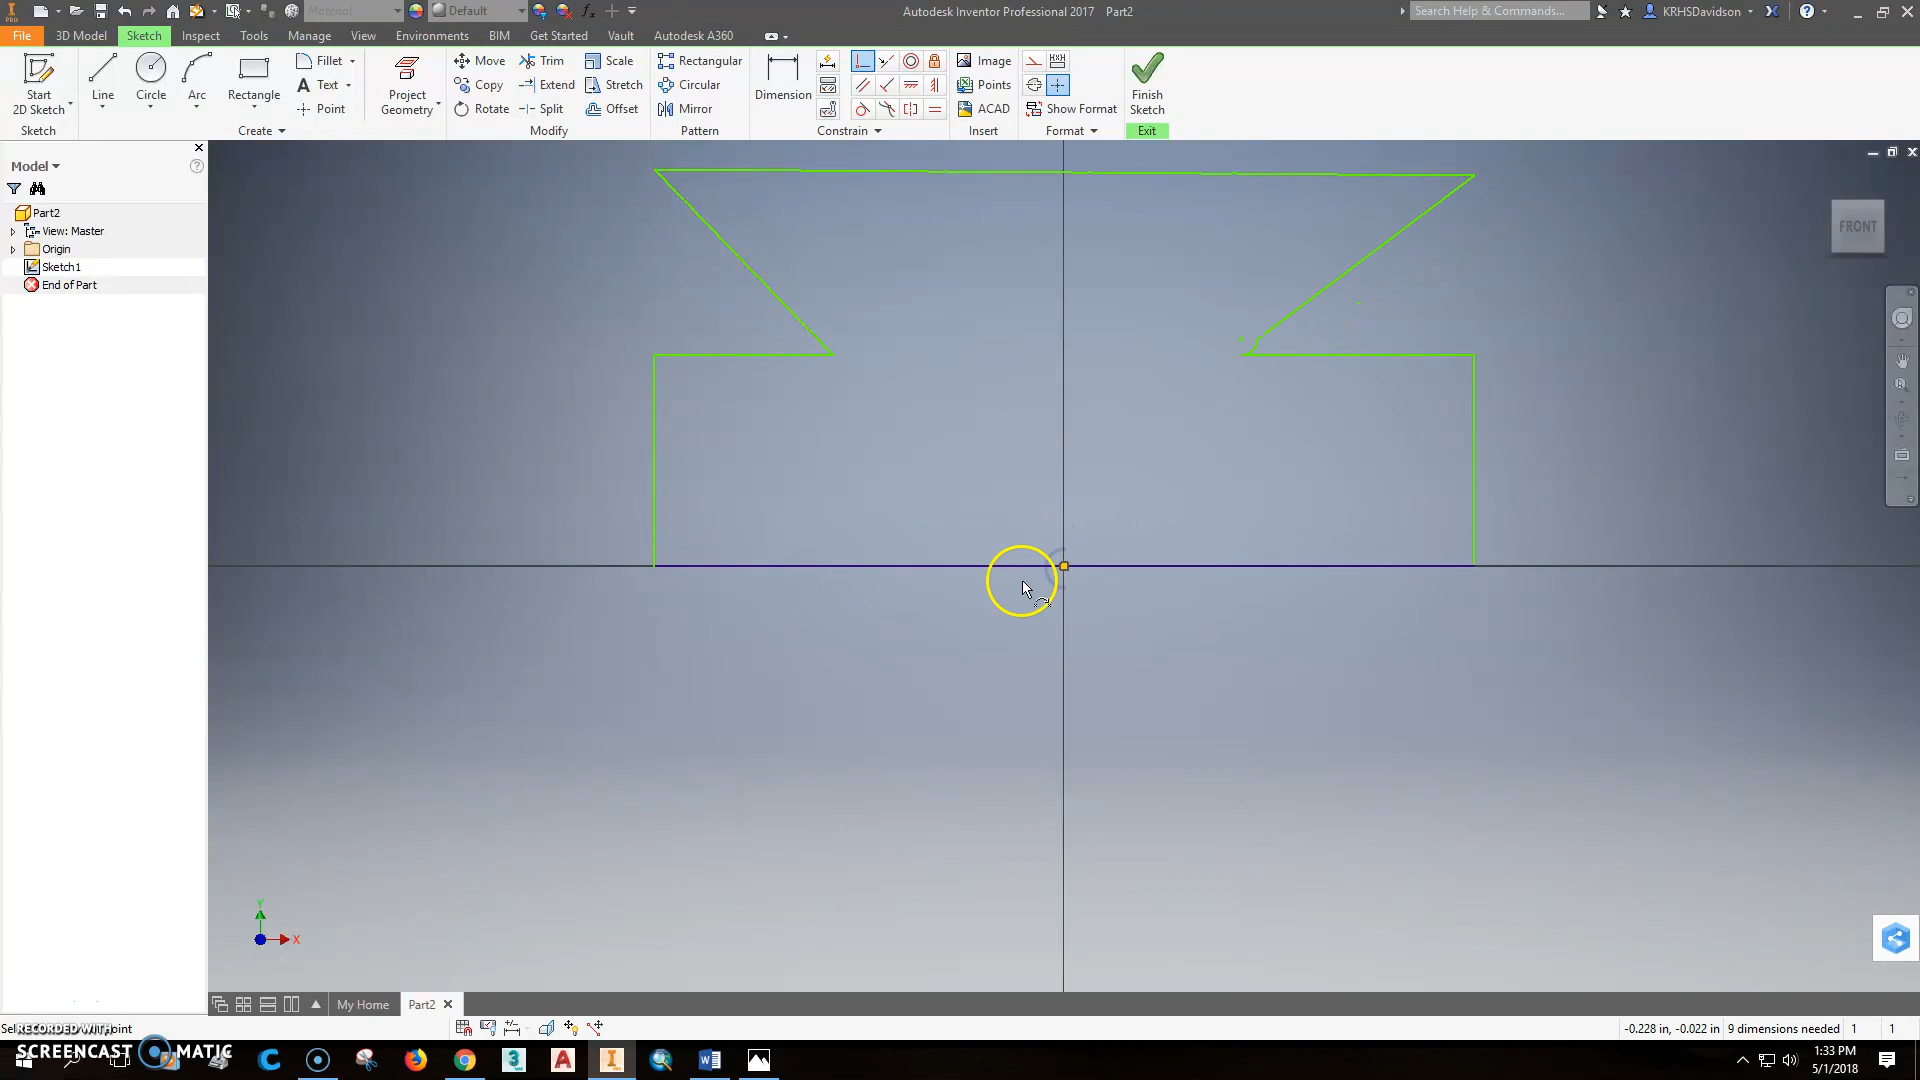 Material
Default
Autodesk Inventor Professional 2017 Part2
Search Help & Commands...
KRHSDavidson
PRO
File
3D Model
Sketch
Inspect
Tools
Manage
View
Environments
BIM
Get Started
Vault
Autodesk A360
Start
2D Sketch
Line
Circle
Arc
Rectangle
Fillet
Text
Point
Project
Geometry
Move
Copy
Rotate
Trim
Extend
Split
Scale
Stretch
Offset
Rectangular
Circular
Mirror
Dimension
Image
Points
ACAD
Show Format
Finish
Sketch
Sketch
Create
Modify
Pattern
Constrain
Insert
Format
Exit
Model
Part2
View: Master
Origin
Sketch1
End of Part
FRONT
Y
X
My Home
Part2
RECORDED WITH
SCREENCAST MATIC
-0.228 in, -0.022 in
9 dimensions needed
1
1
1:33 PM
5/1/2018